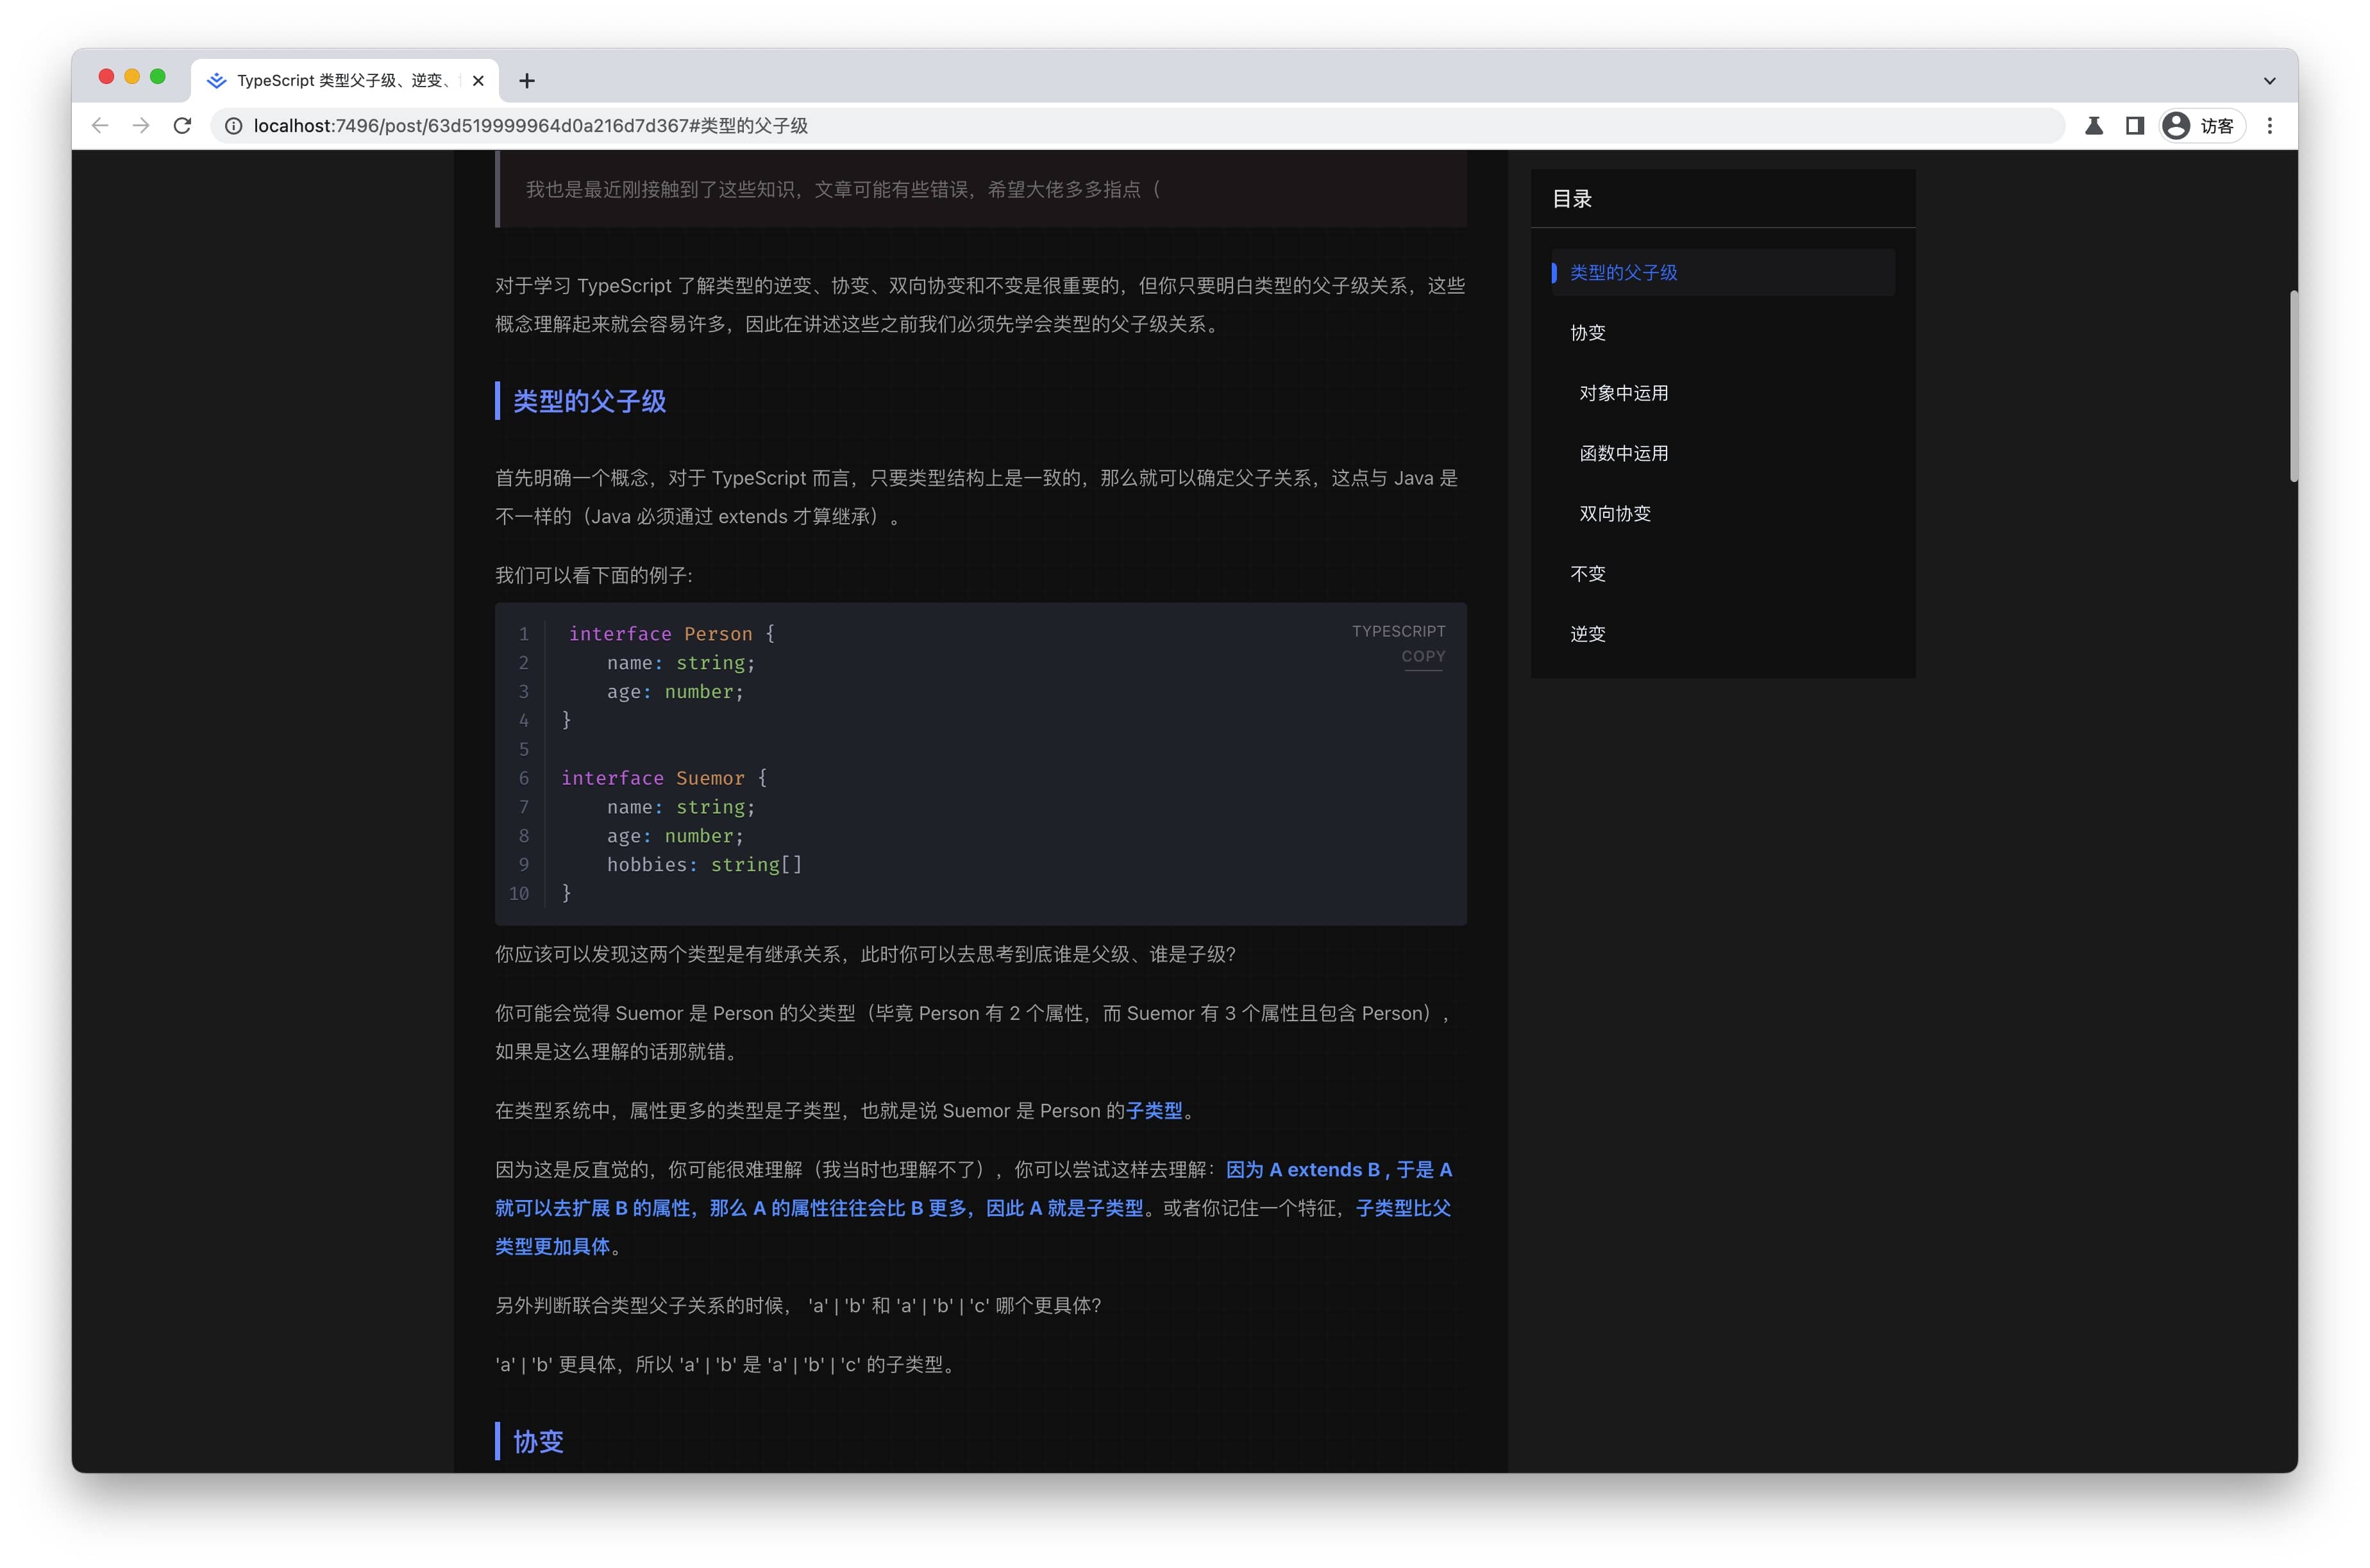 TypeScript 类型父子级、逆变、
localhost:7496/post/63d519999964d0a216d7d367#类型的父子级
访客
我也是最近刚接触到了这些知识，文章可能有些错误，希望大佬多多指点（
对于学习 TypeScript 了解类型的逆变、协变、双向协变和不变是很重要的，但你只要明白类型的父子级关系，这些
概念理解起来就会容易许多，因此在讲述这些之前我们必须先学会类型的父子级关系。
类型的父子级
首先明确一个概念，对于 TypeScript 而言，只要类型结构上是一致的，那么就可以确定父子关系，这点与 Java 是
不一样的（Java 必须通过 extends 才算继承）。
我们可以看下面的例子:
TYPESCRIPT
COPY
1 interface Person {
2     name: string;
3     age: number;
4 }
5
6 interface Suemor {
7     name: string;
8     age: number;
9     hobbies: string[]
10 }
你应该可以发现这两个类型是有继承关系，此时你可以去思考到底谁是父级、谁是子级?
你可能会觉得 Suemor 是 Person 的父类型（毕竟 Person 有 2 个属性，而 Suemor 有 3 个属性且包含 Person），
如果是这么理解的话那就错。
在类型系统中，属性更多的类型是子类型，也就是说 Suemor 是 Person 的子类型。
因为这是反直觉的，你可能很难理解（我当时也理解不了），你可以尝试这样去理解：因为 A extends B , 于是 A
就可以去扩展 B 的属性，那么 A 的属性往往会比 B 更多，因此 A 就是子类型。或者你记住一个特征，子类型比父
类型更加具体。
另外判断联合类型父子关系的时候， 'a' | 'b' 和 'a' | 'b' | 'c' 哪个更具体?
'a' | 'b' 更具体，所以 'a' | 'b' 是 'a' | 'b' | 'c' 的子类型。
协变
目录
类型的父子级
协变
对象中运用
函数中运用
双向协变
不变
逆变